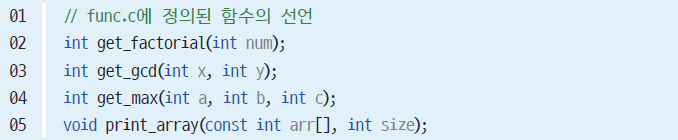 01 // func.c에 정의된 함수의 선언
02 int get_factorial(int num);
03 int get_gcd(int x, int y);
04 int get_max(int a, int b, int c);
05 void print_array(const int arr[], int size);